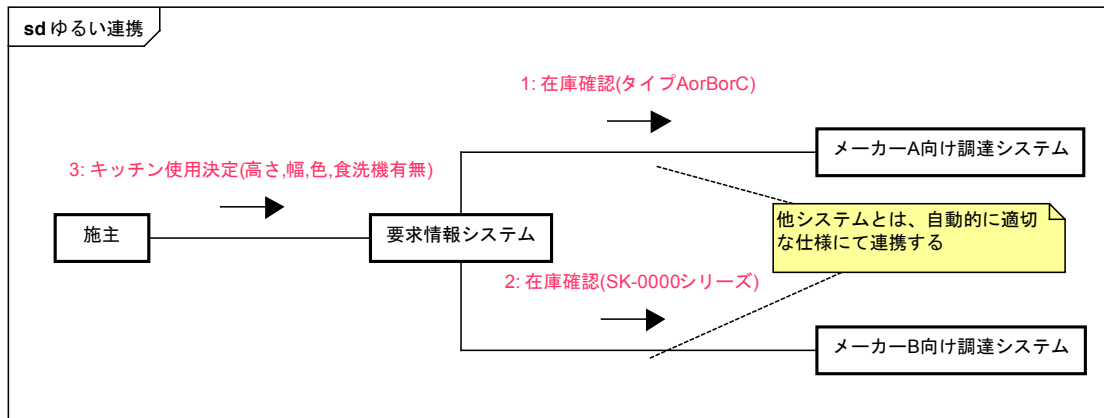 sd ゆるい連携
1: 在庫確認(タイプAorBorC)
メーカーA向け調達システム
3: キッチン使用決定(高さ,幅,色,食洗機有無)
施主
要求情報システム
他システムとは、自動的に適切
な仕様にて連携する
2: 在庫確認(SK-0000シリーズ)
メーカーB向け調達システム